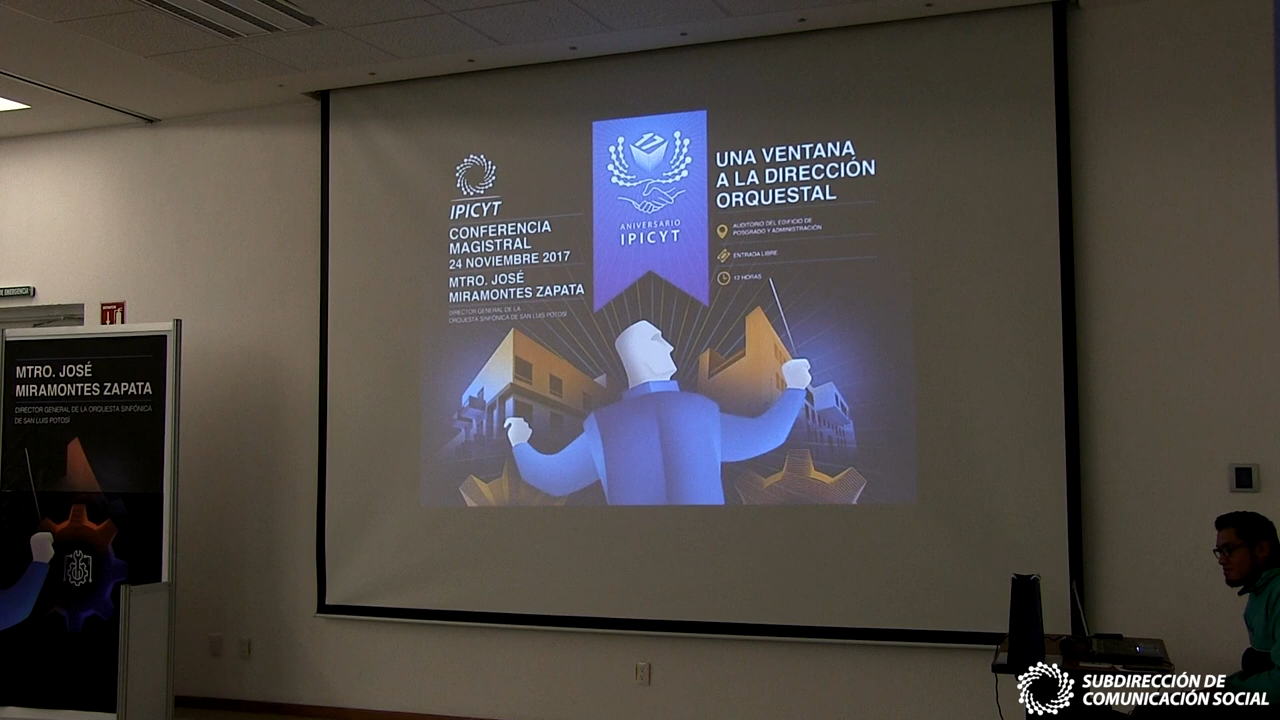 IPICYT
CONFERENCIA
MAGISTRAL
24 NOVIEMBRE 2017
MTRO. JOSÉ
MIRAMONTES ZAPATA
DIRECTOR GENERAL DE LA
ORQUESTA SINFÓNICA DE SAN LUIS POTOSÍ
ANIVERSARIO
IPICYT
UNA VENTANA
A LA DIRECCIÓN
ORQUESTAL
AUDITORIO DEL EDIFICIO DE
POSGRADO Y ADMINISTRACIÓN
ENTRADA LIBRE
12 HORAS
MTRO. JOSÉ
MIRAMONTES ZAPATA
DIRECTOR GENERAL DE LA ORQUESTA SINFÓNICA
DE SAN LUIS POTOSÍ
EMERGENCIA
SUBDIRECCIÓN DE
COMUNICACIÓN SOCIAL